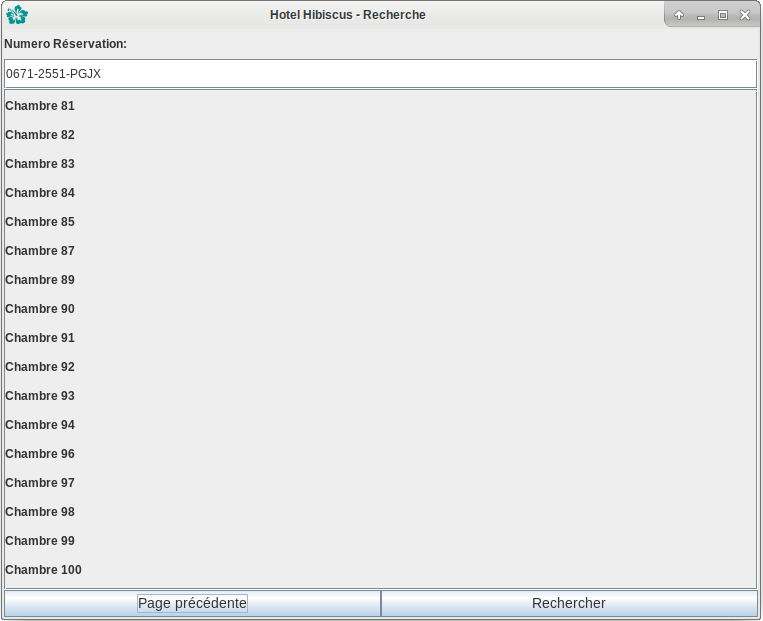 Hotel Hibiscus - Recherche
Numero Réservation:
0671-2551-PGJX
Chambre 81
Chambre 82
Chambre 83
Chambre 84
Chambre 85
Chambre 87
Chambre 89
Chambre 90
Chambre 91
Chambre 92
Chambre 93
Chambre 94
Chambre 96
Chambre 97
Chambre 98
Chambre 99
Chambre 100
Page précédente Rechercher